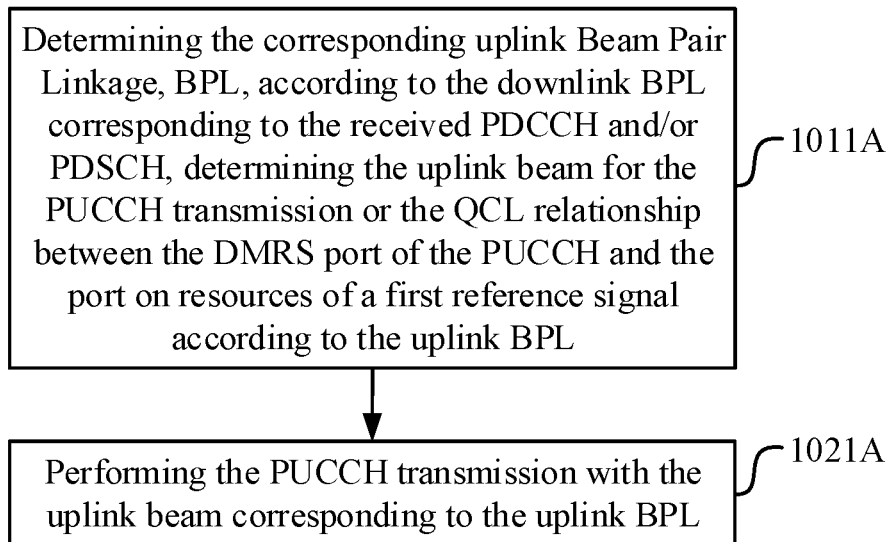 Determining the corresponding uplink Beam Pair
Linkage, BPL, according to the downlink BPL
corresponding to the received PDCCH and/or
PDSCH, determining the uplink beam for the
PUCCH transmission or the QCL relationship
between the DMRS port of the PUCCH and the
port on resources of a first reference signal
according to the uplink BPL
1011A
Performing the PUCCH transmission with the
uplink beam corresponding to the uplink BPL
1021A